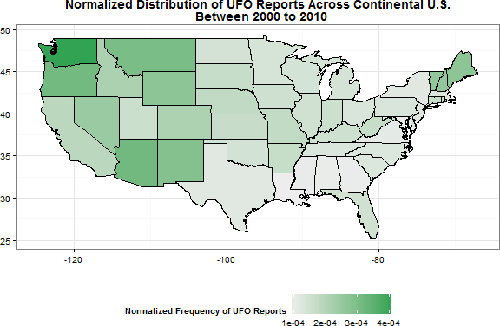 Normalized Distribution of UFO Reports Across Continental U.S.
Between 2000 to 2010
50
45
40
35
30
25
-120
-100
-80
Normalized Frequency of UFO Reports
1e-04 2e-04 3e-04 4e-04